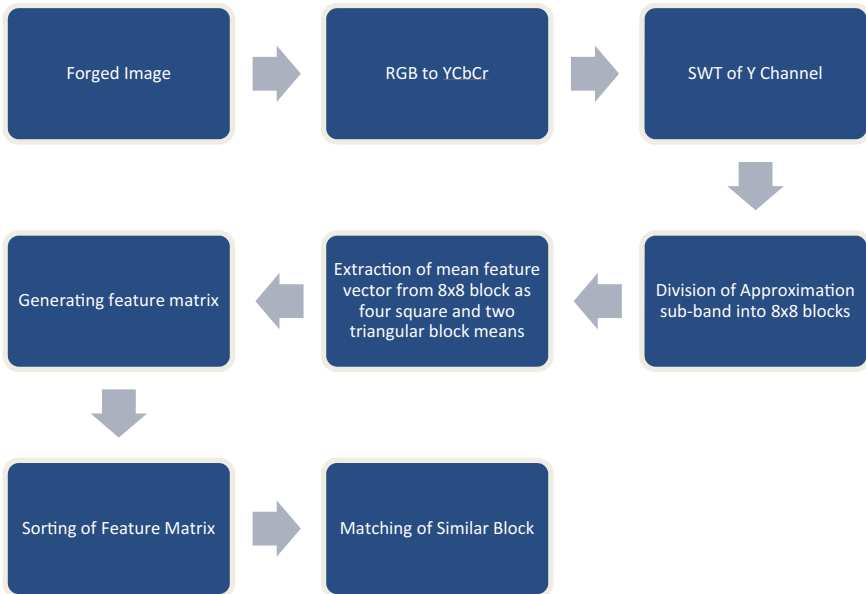 Forged Image
RGB to YCbCr
SWT of Y Channel
Division of Approximation
sub-band into 8x8 blocks
Extraction of mean feature
vector from 8x8 block as
four square and two
triangular block means
Generating feature matrix
Sorting of Feature Matrix
Matching of Similar Block